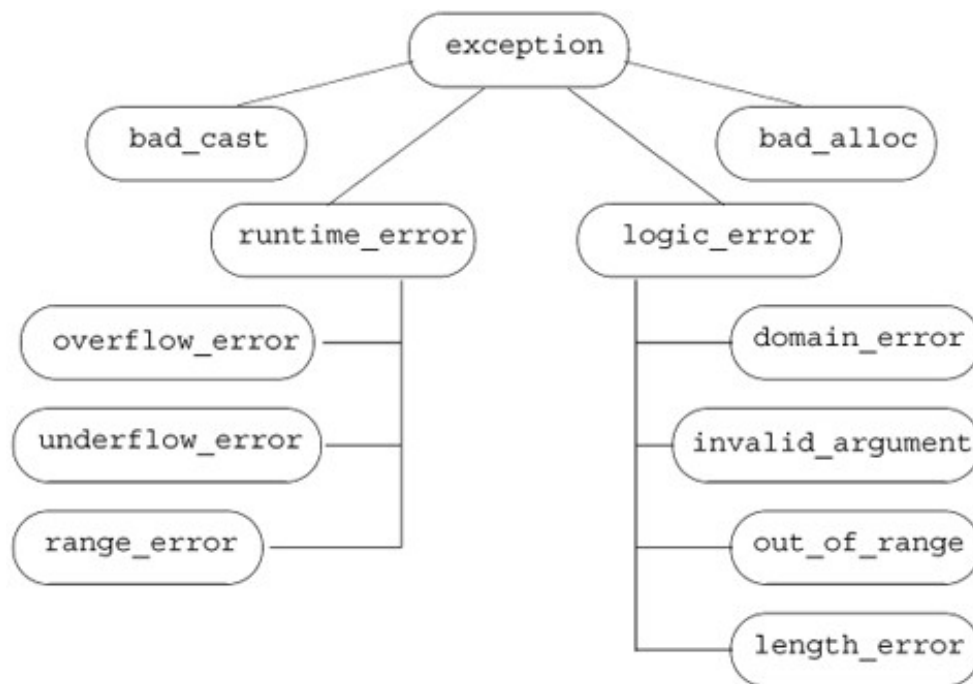 exception
bad_cast
bad_alloc
runtime_error
logic_error
overflow_error
domain_error
underflow_error
invalid_argument
range_error
out_of_range
length_error